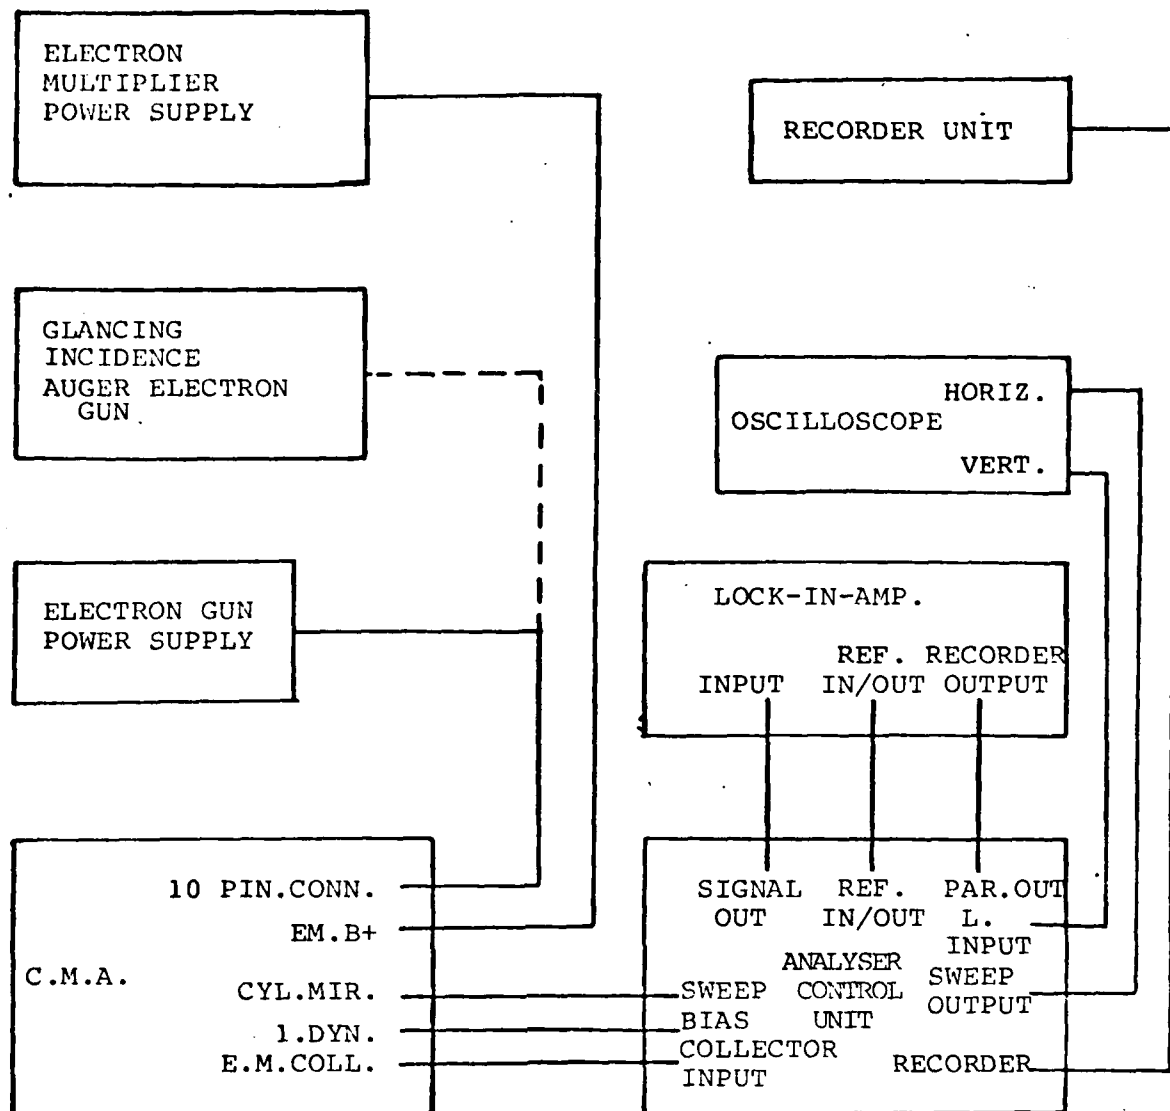 ELECTRON
MULTIPLIER
POWER SUPPLY
RECORDER UNIT
GLANCING
INCIDENCE
AUGER ELECTRON
GUN
HORIZ.
OSCILLOSCOPE
VERT.
ELECTRON GUN
POWER SUPPLY
LOCK-IN-AMP.
INPUT
REF.
IN/OUT
RECORDER
OUTPUT
C.M.A.
10 PIN.CONN.
EM.B+
CYL.MIR.
1.DYN.
E.M.COLL.
SIGNAL
OUT
REF.
IN/OUT
PAR.OUT
L.
INPUT
ANALYSER
CONTROL
UNIT
SWEEP
OUTPUT
SWEEP
BIAS
COLLECTOR
INPUT
RECORDER